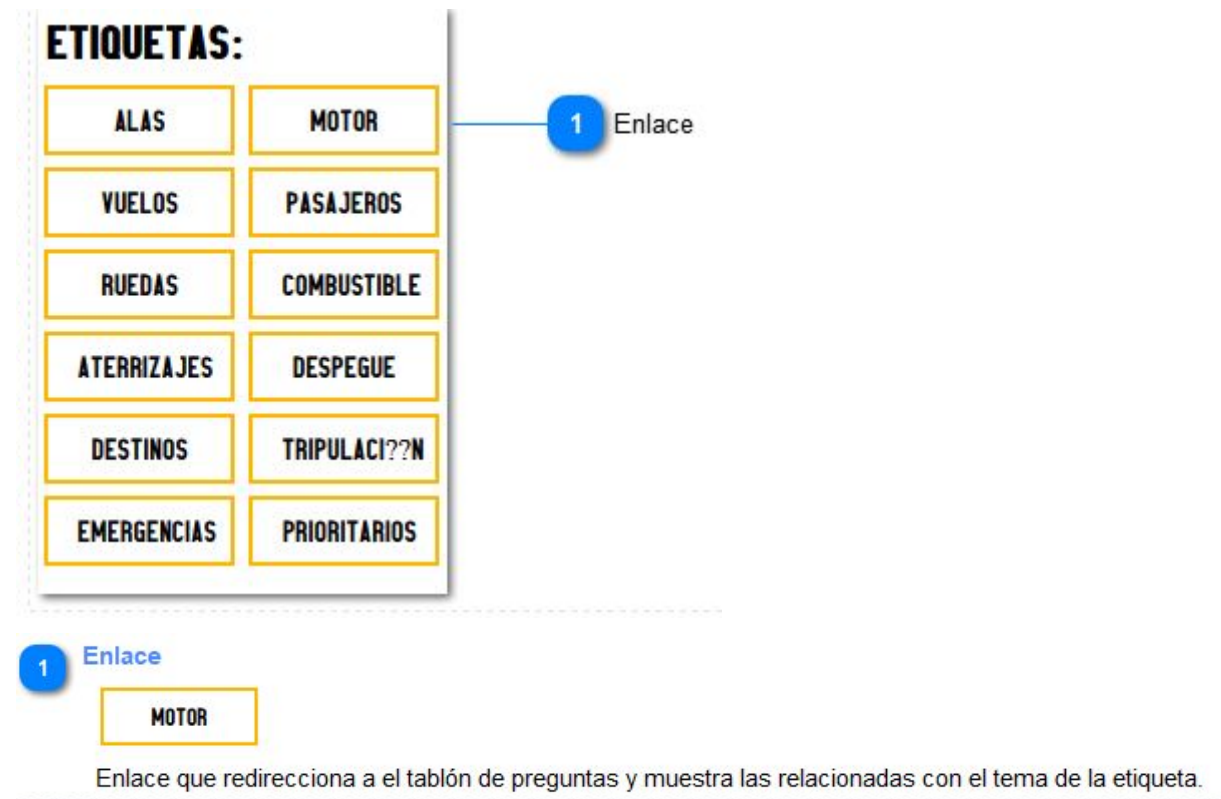 ETIQUETAS:
ALAS MOTOR
1 Enlace
VUELOS PASAJEROS
RUEDAS COMBUSTIBLE
ATERRIZAJES DESPEGUE
DESTINOS TRIPULACI??N
EMERGENCIAS PRIORITARIOS
1 Enlace
MOTOR
Enlace que redirecciona a el tablón de preguntas y muestra las relacionadas con el tema de la etiqueta.